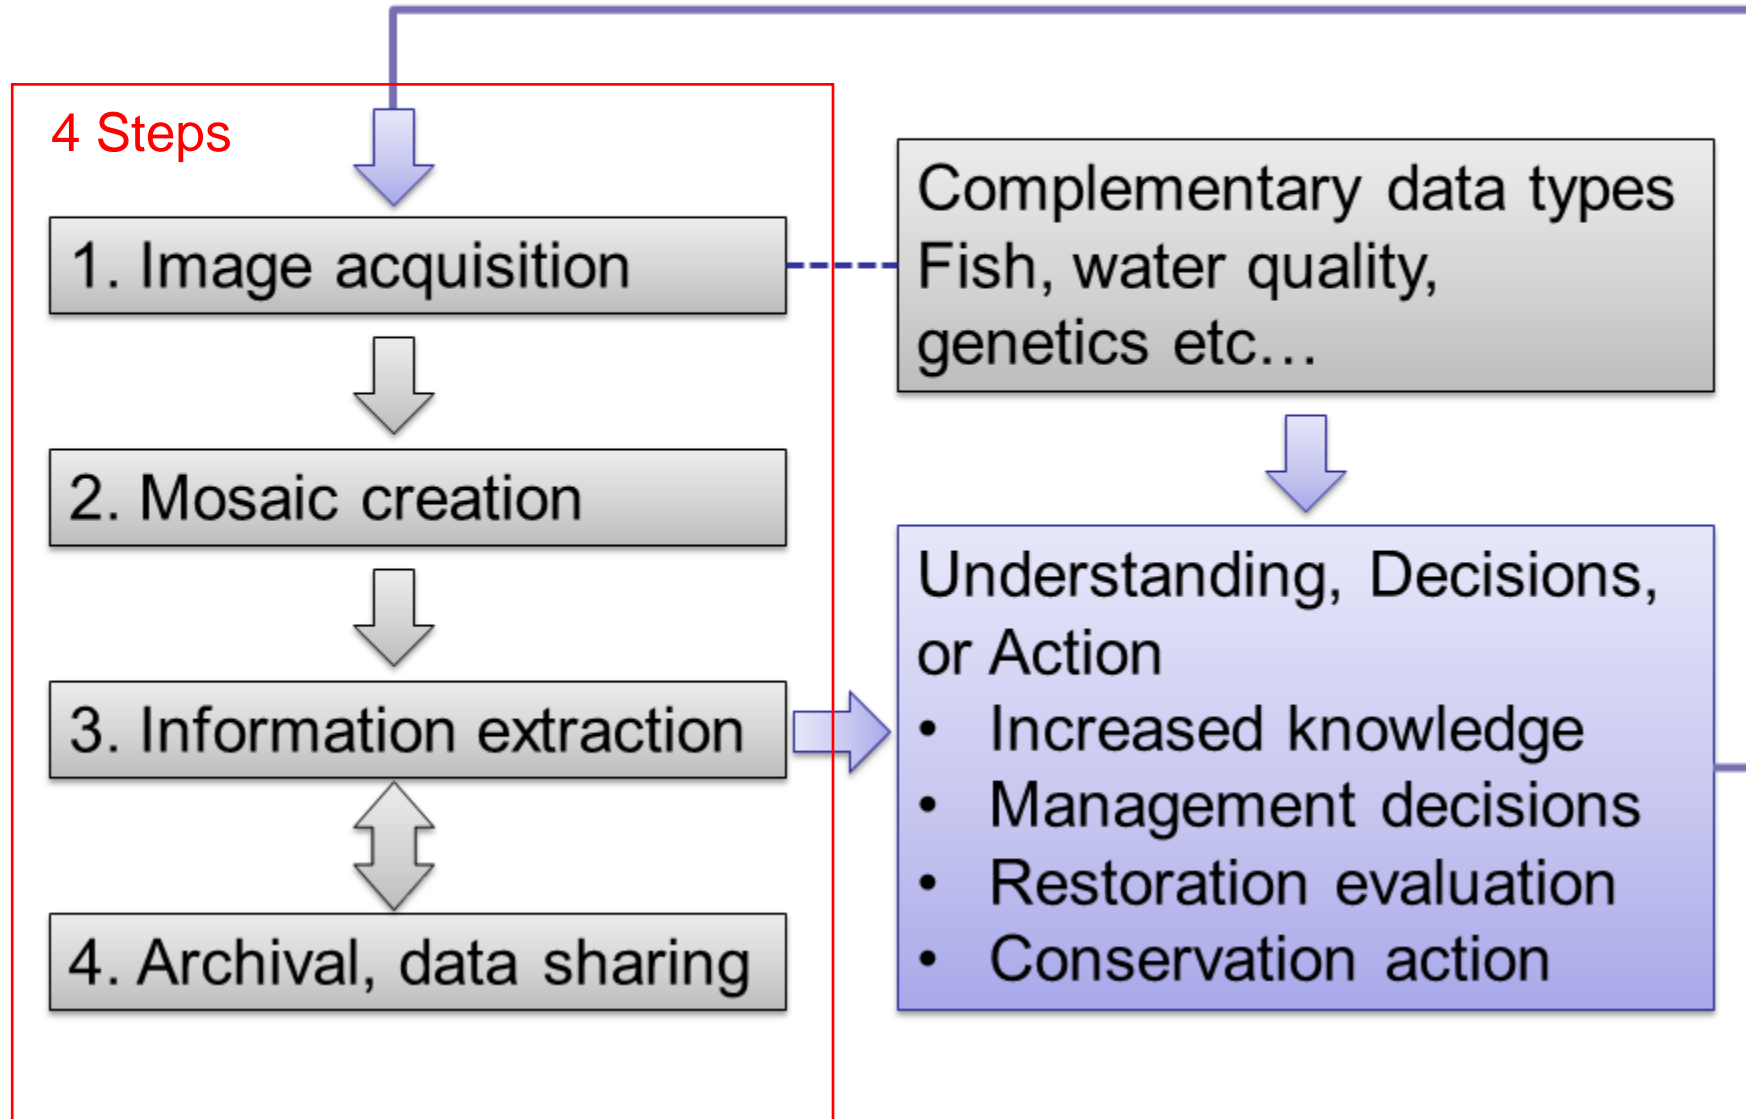 4 Steps
1. Image acquisition
2. Mosaic creation
3. Information extraction
4. Archival, data sharing
Complementary data types
Fish, water quality,
genetics etc…
Understanding, Decisions,
or Action
• Increased knowledge
• Management decisions
• Restoration evaluation
• Conservation action